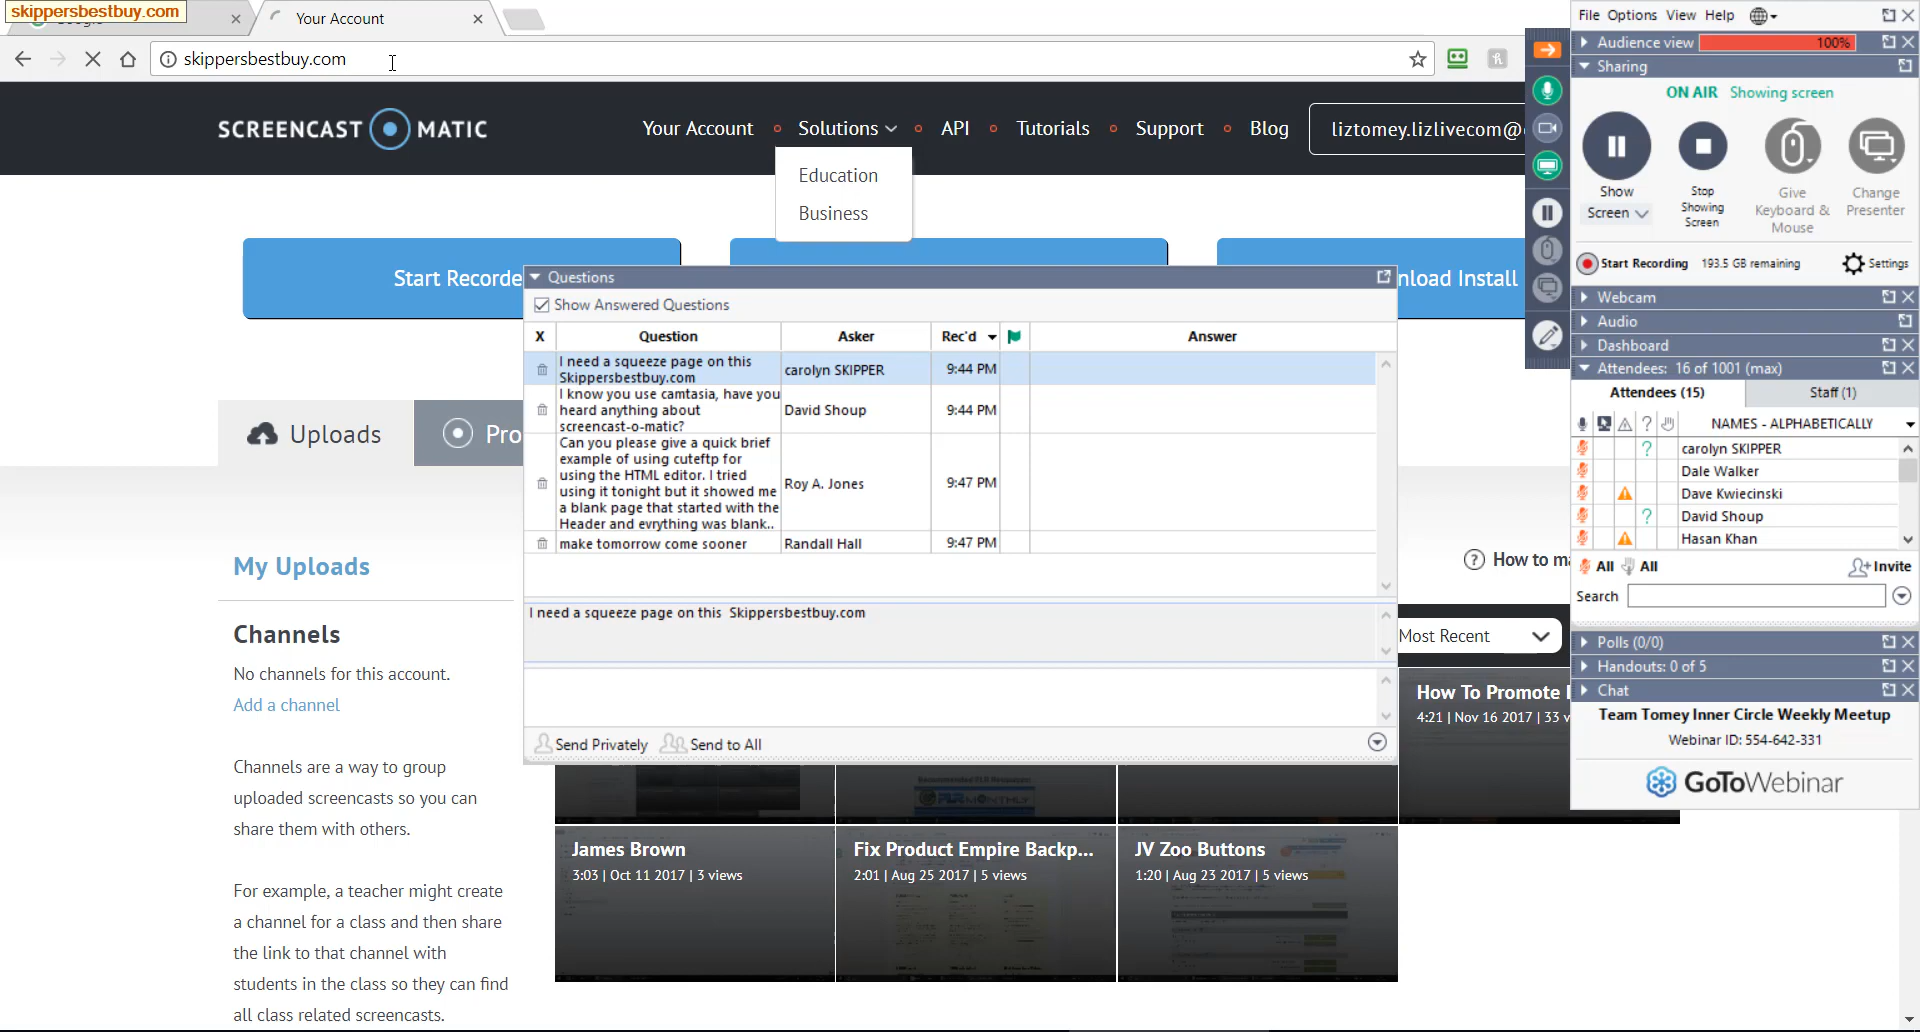 skippersbestbuy.com
Your Account
skippersbestbuy.com
SCREENCAST MATIC
Your Account
Solutions
API
Tutorials
Support
Blog
liztomey.lizlivecom@
Education
Business
Start Recorde
nload Install
Questions
Show Answered Questions
X Question Asker Rec'd Answer
I need a squeeze page on this
Skippersbestbuy.com
carolyn SKIPPER 9:44 PM
I know you use camtasia, have you
heard anything about
screencast-o-matic?
David Shoup 9:44 PM
Can you please give a quick brief
example of using cuteftp for
using the HTML editor. I tried
using it tonight but it showed me
a blank page that started with the
Header and evrything was blank..
Roy A. Jones 9:47 PM
make tomorrow come sooner Randall Hall 9:47 PM
I need a squeeze page on this  Skippersbestbuy.com
Send Privately Send to All
Uploads
Pro
My Uploads
Channels
No channels for this account.
Add a channel
Channels are a way to group
uploaded screencasts so you can
share them with others.
For example, a teacher might create
a channel for a class and then share
the link to that channel with
students in the class so they can find
all class related screencasts.
? How to m
Most Recent
How To Promote
4:21 | Nov 16 2017 | 33 v
PLR MONTHLY
James Brown
3:03 | Oct 11 2017 | 3 views
Fix Product Empire Backp...
2:01 | Aug 25 2017 | 5 views
JV Zoo Buttons
1:20 | Aug 23 2017 | 5 views
File Options View Help
Audience view 100%
Sharing
ON AIR Showing screen
Show
Screen
Stop
Showing
Screen
Give
Keyboard &
Mouse
Change
Presenter
Start Recording 193.5 GB remaining Settings
Webcam
Audio
Dashboard
Attendees: 16 of 1001 (max)
Attendees (15) Staff (1)
? NAMES - ALPHABETICALLY
? carolyn SKIPPER
Dale Walker
Dave Kwiecinski
? David Shoup
Hasan Khan
All All Invite
Search
Polls (0/0)
Handouts: 0 of 5
Chat
Team Tomey Inner Circle Weekly Meetup
Webinar ID: 554-642-331
GoToWebinar